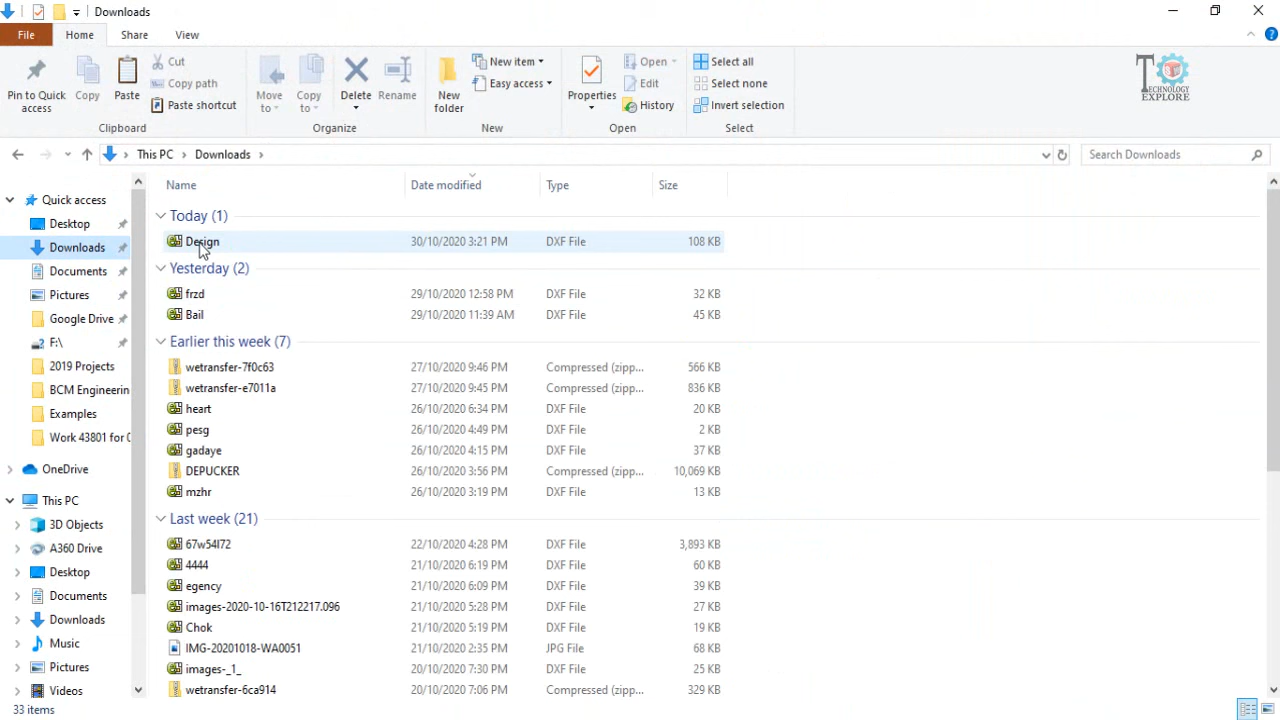 Downloads
File Home Share View
Pin to Quick access
Copy
Paste
Cut
Copy path
Paste shortcut
Clipboard
Move to
Copy to
Delete
Rename
Organize
New folder
New item
Easy access
New
Properties
Open
Edit
History
Open
Select all
Select none
Invert selection
Select
TECHNOLOGY
EXPLORE
This PC > Downloads >
Search Downloads
Quick access
Desktop
Downloads
Documents
Pictures
Google Drive
F:\
2019 Projects
BCM Engineerin
Examples
Work 43801 for
OneDrive
This PC
3D Objects
A360 Drive
Desktop
Documents
Downloads
Music
Pictures
Videos
Name Date modified Type Size
Today (1)
Design 30/10/2020 3:21 PM DXF File 108 KB
Yesterday (2)
frzd 29/10/2020 12:58 PM DXF File 32 KB
Bail 29/10/2020 11:39 AM DXF File 45 KB
Earlier this week (7)
wetransfer-7f0c63 27/10/2020 9:46 PM Compressed (zipp... 566 KB
wetransfer-e7011a 27/10/2020 9:45 PM Compressed (zipp... 836 KB
heart 26/10/2020 6:34 PM DXF File 20 KB
pesg 26/10/2020 4:49 PM DXF File 2 KB
gadaye 26/10/2020 4:15 PM DXF File 37 KB
DEPUCKER 26/10/2020 3:56 PM Compressed (zipp... 10,069 KB
mzhr 26/10/2020 3:19 PM DXF File 13 KB
Last week (21)
67w54l72 22/10/2020 4:28 PM DXF File 3,893 KB
4444 21/10/2020 6:19 PM DXF File 60 KB
egency 21/10/2020 6:09 PM DXF File 39 KB
images-2020-10-16T212217.096 21/10/2020 5:28 PM DXF File 27 KB
Chok 21/10/2020 5:19 PM DXF File 19 KB
IMG-20201018-WA0051 21/10/2020 2:35 PM JPG File 68 KB
images-_1_ 20/10/2020 7:30 PM DXF File 25 KB
wetransfer-6ca914 20/10/2020 7:06 PM Compressed (zipp... 329 KB
33 items